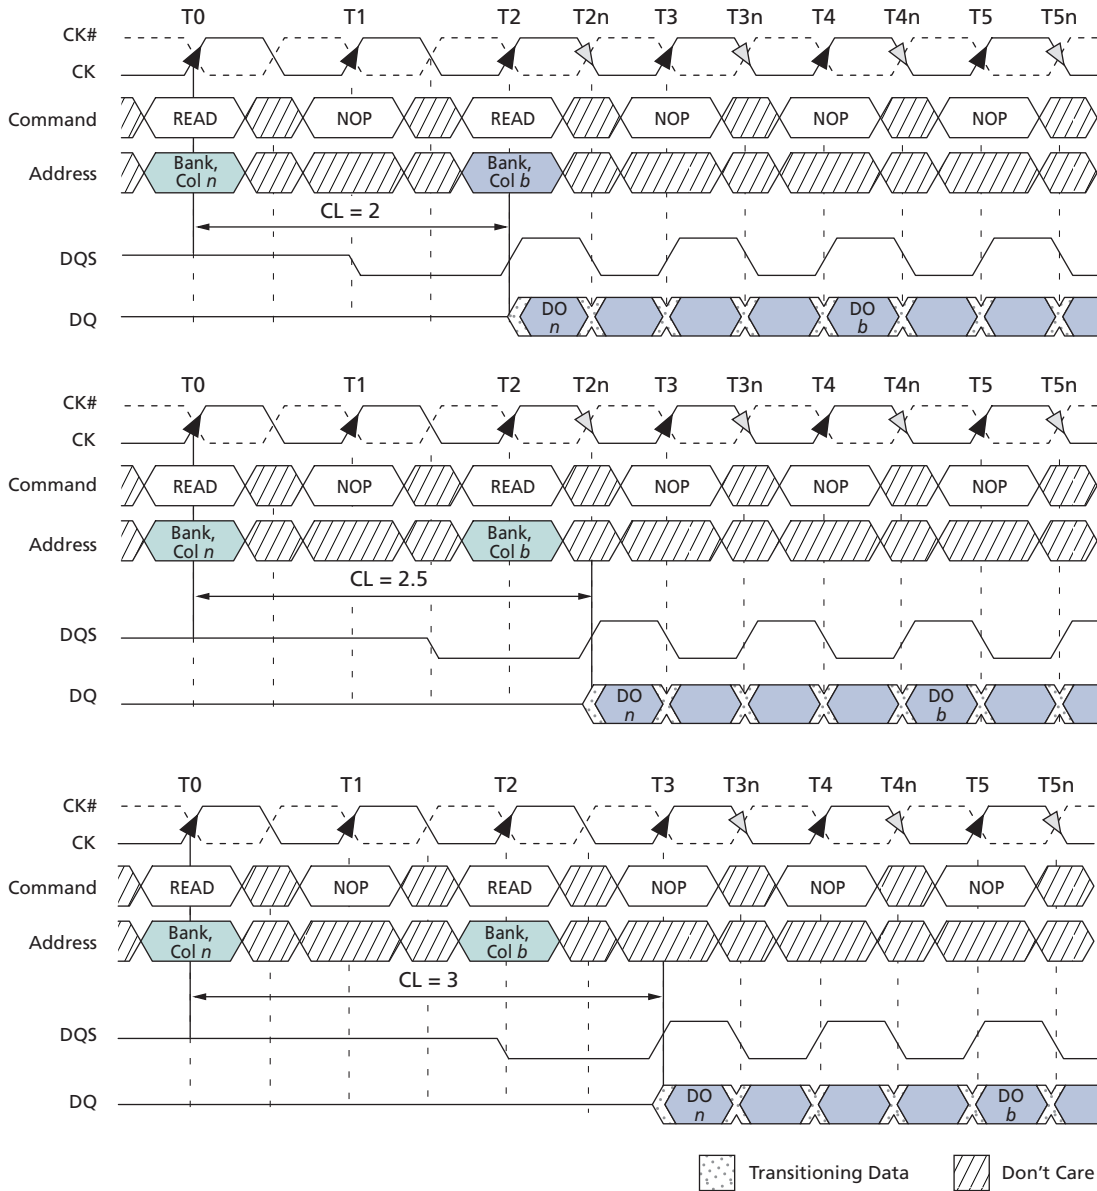 T0 T1 T2 T2n T3 T3n T4 T4n T5 T5n
CK#
CK
Command READ NOP READ NOP NOP NOP
Address Bank, Col n Bank, Col b
CL = 2
DQS
DQ DO n DO b
T0 T1 T2 T2n T3 T3n T4 T4n T5 T5n
CK#
CK
Command READ NOP READ NOP NOP NOP
Address Bank, Col n Bank, Col b
CL = 2.5
DQS
DQ DO n DO b
T0 T1 T2 T3 T3n T4 T4n T5 T5n
CK#
CK
Command READ NOP READ NOP NOP NOP
Address Bank, Col n Bank, Col b
CL = 3
DQS
DQ DO n DO b
Transitioning Data Don't Care